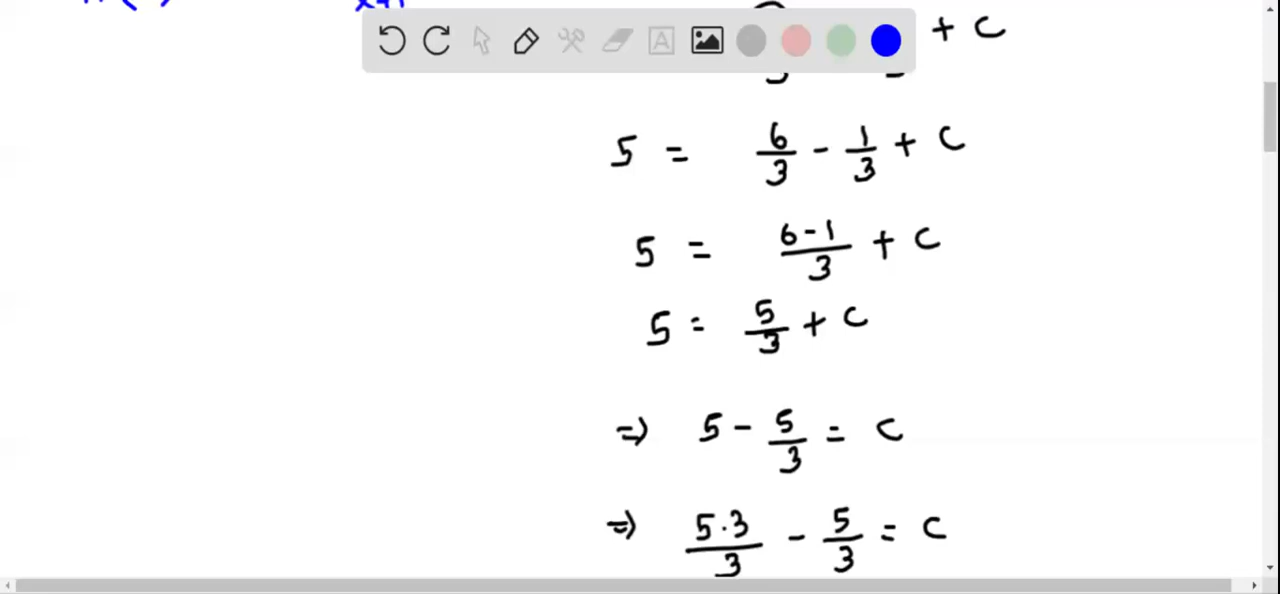 + C
5 = 6/3 - 1/3 + C
5 = (6-1)/3 + C
5 = 5/3 + C
=> 5 - 5/3 = C
=> 5·3/3 - 5/3 = C